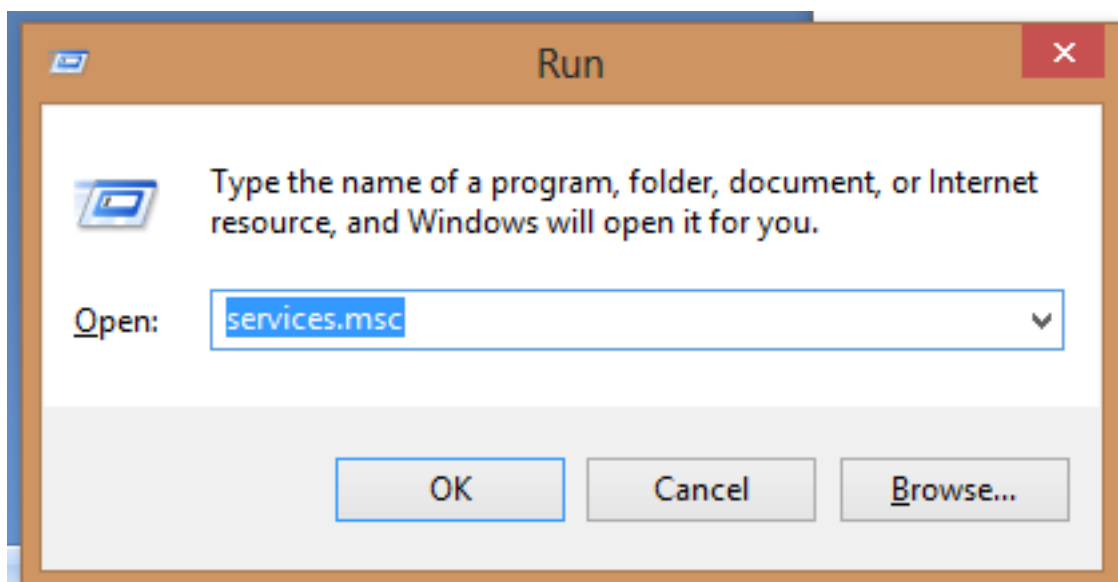 Run
Type the name of a program, folder, document, or Internet
resource, and Windows will open it for you.
Open: services.msc
OK Cancel Browse...